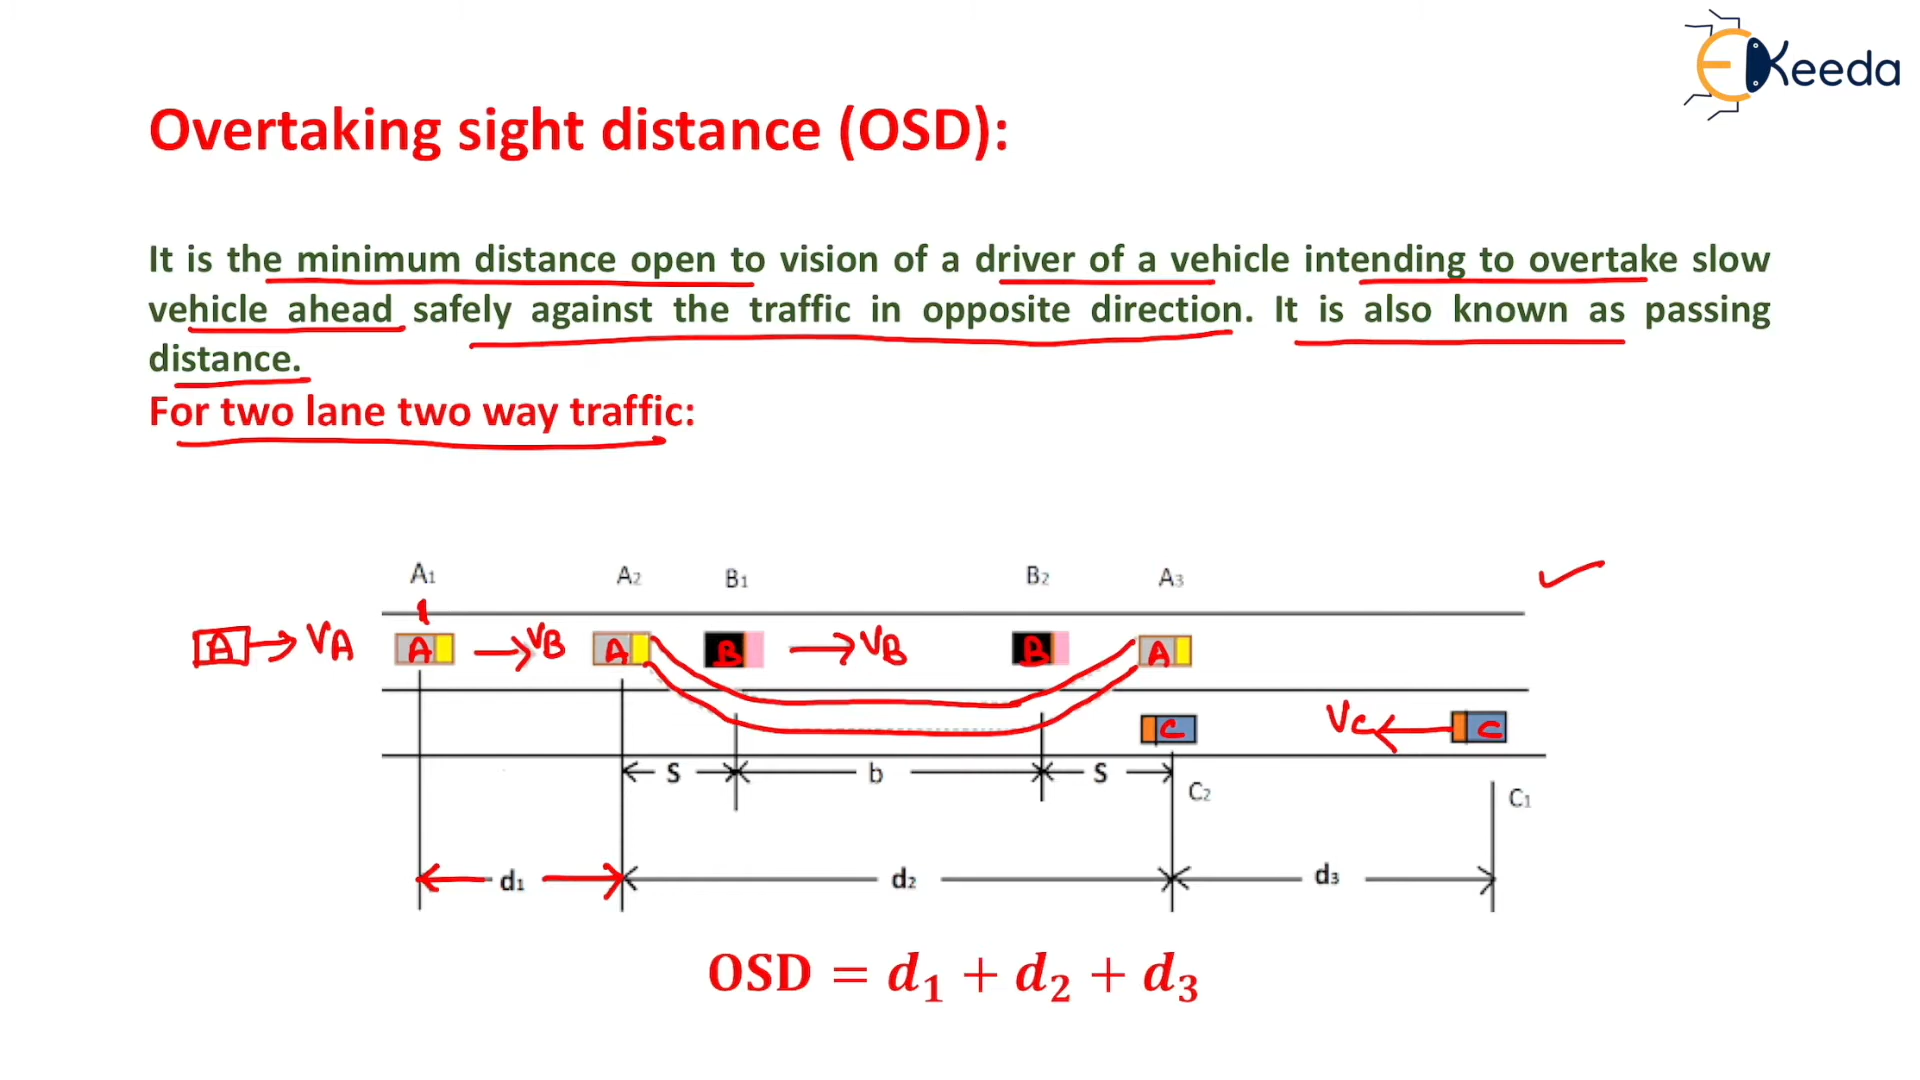 EKeeda
Overtaking sight distance (OSD):
It is the minimum distance open to vision of a driver of a vehicle intending to overtake slow
vehicle ahead safely against the traffic in opposite direction. It is also known as passing
distance.
For two lane two way traffic:
A1 A2 B1 B2 A3
A → VA A → VB A B → VB B A
C VC ← C
S b S C2 C1
d1 d2 d3
OSD = d₁ + d₂ + d₃